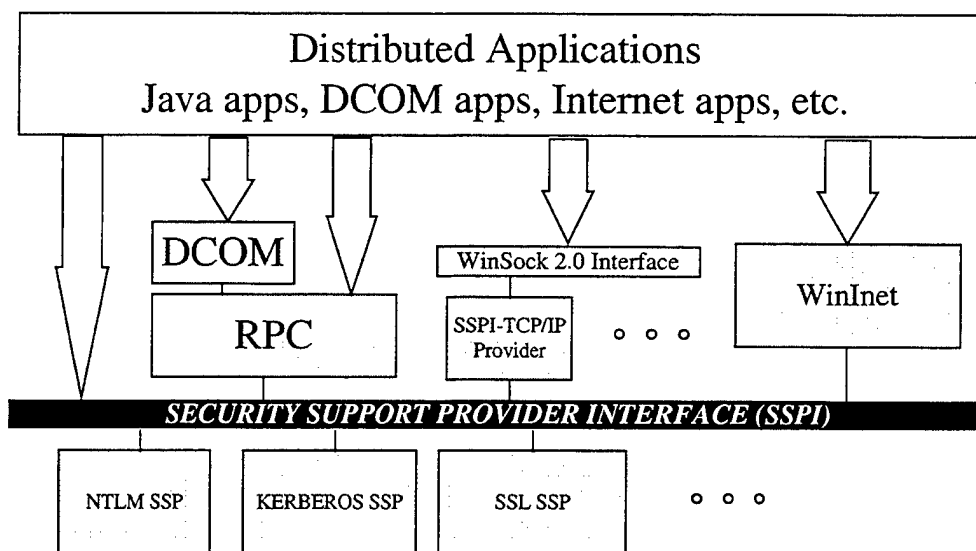 Distributed Applications
Java apps, DCOM apps, Internet apps, etc.
DCOM
RPC
WinSock 2.0 Interface
SSPI-TCP/IP
Provider
WinInet
SECURITY SUPPORT PROVIDER INTERFACE (SSPI)
NTLM SSP
KERBEROS SSP
SSL SSP